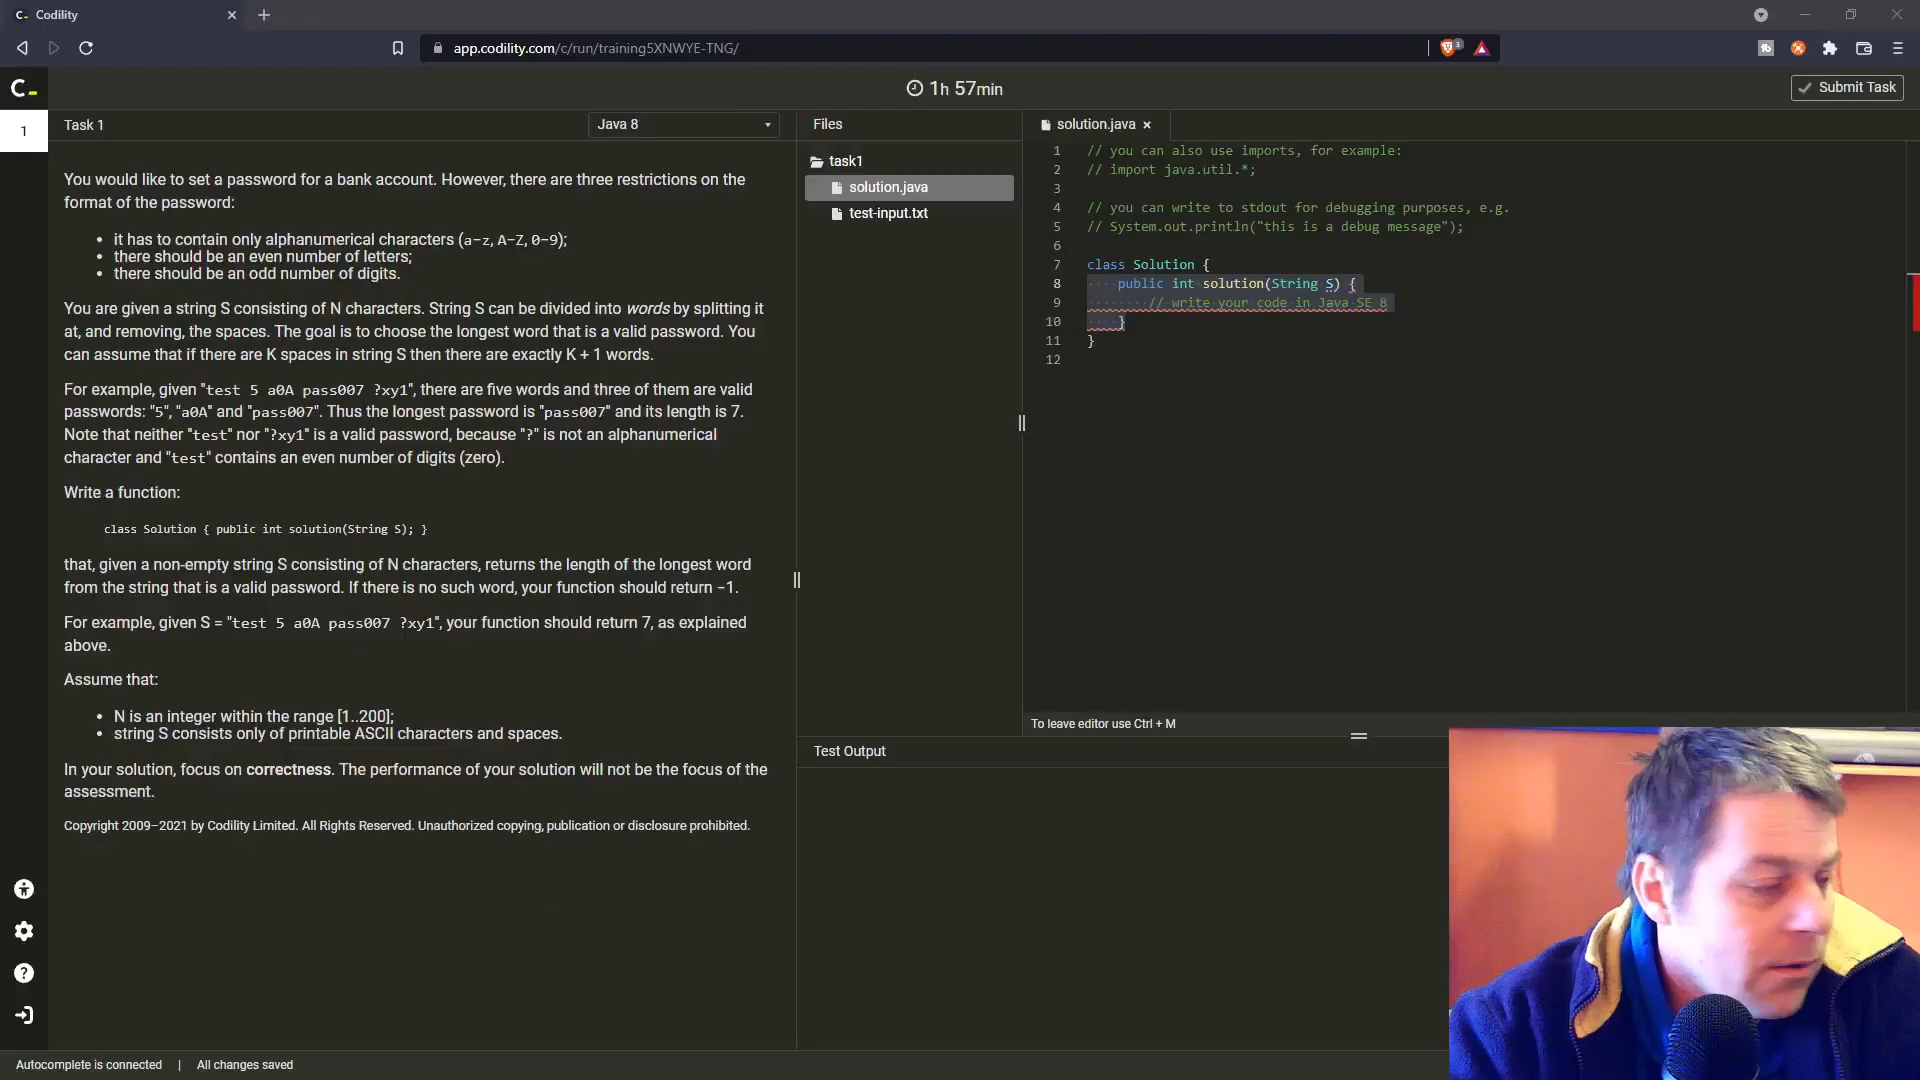 Codility
app.codility.com/c/run/training5XNWYE-TNG/
3
C
1h 57min
Submit Task
1
Task 1
Java 8
Files
solution.java
task1
solution.java
test-input.txt
You would like to set a password for a bank account. However, there are three restrictions on the
format of the password:
it has to contain only alphanumerical characters (a−z, A−Z, 0−9);
there should be an even number of letters;
there should be an odd number of digits.
You are given a string S consisting of N characters. String S can be divided into words by splitting it
at, and removing, the spaces. The goal is to choose the longest word that is a valid password. You
can assume that if there are K spaces in string S then there are exactly K + 1 words.
For example, given "test 5 a0A pass007 ?xy1", there are five words and three of them are valid
passwords: "5", "a0A" and "pass007". Thus the longest password is "pass007" and its length is 7.
Note that neither "test" nor "?xy1" is a valid password, because "?" is not an alphanumerical
character and "test" contains an even number of digits (zero).
Write a function:
class Solution { public int solution(String S); }
that, given a non-empty string S consisting of N characters, returns the length of the longest word
from the string that is a valid password. If there is no such word, your function should return −1.
For example, given S = "test 5 a0A pass007 ?xy1", your function should return 7, as explained
above.
Assume that:
N is an integer within the range [1..200];
string S consists only of printable ASCII characters and spaces.
In your solution, focus on correctness. The performance of your solution will not be the focus of the
assessment.
Copyright 2009–2021 by Codility Limited. All Rights Reserved. Unauthorized copying, publication or disclosure prohibited.
1 // you can also use imports, for example:
2 // import java.util.*;
3
4 // you can write to stdout for debugging purposes, e.g.
5 // System.out.println("this is a debug message");
6
7 class Solution {
8 public int solution(String S) {
9 // write your code in Java SE 8
10 }
11 }
12
To leave editor use Ctrl + M
Test Output
Autocomplete is connected | All changes saved